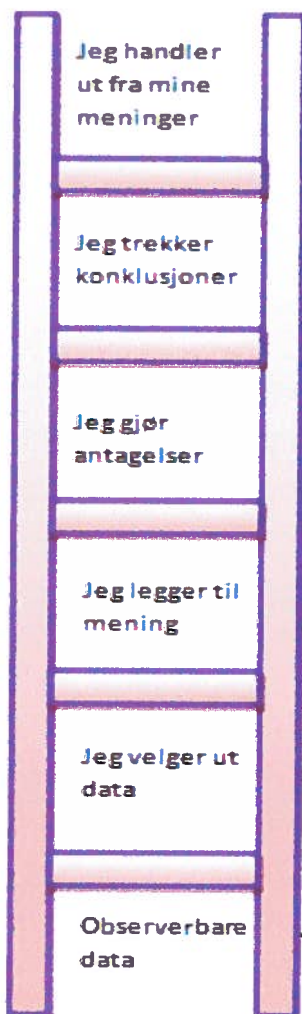 Jeg handler
ut fra mine
meninger
Jeg trekker
konklusjoner
Jeg gjør
antagelser
Jeg legger til
mening
Jeg velger ut
data
Observerbare
data